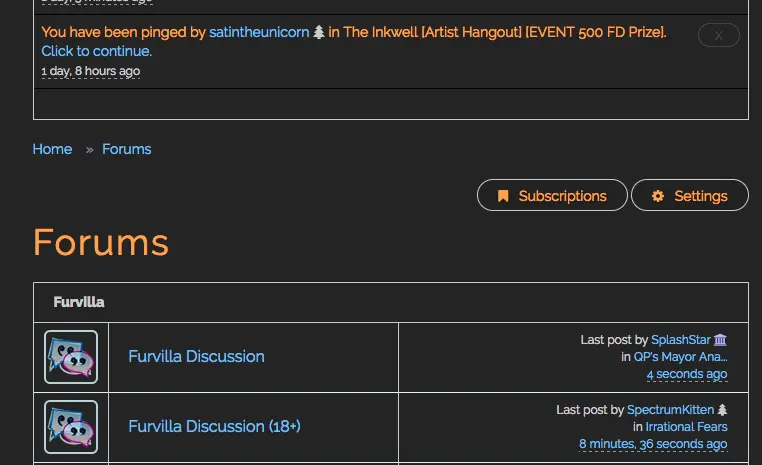 You have been pinged by satintheunicorn in The Inkwell [Artist Hangout] [EVENT 500 FD Prize].
Click to continue.
X
1 day, 8 hours ago
Home » Forums
Subscriptions
Settings
Forums
Furvilla
Furvilla Discussion
Last post by SplashStar
in QP's Mayor Ana...
4 seconds ago
Furvilla Discussion (18+)
Last post by SpectrumKitten
in Irrational Fears
8 minutes, 36 seconds ago